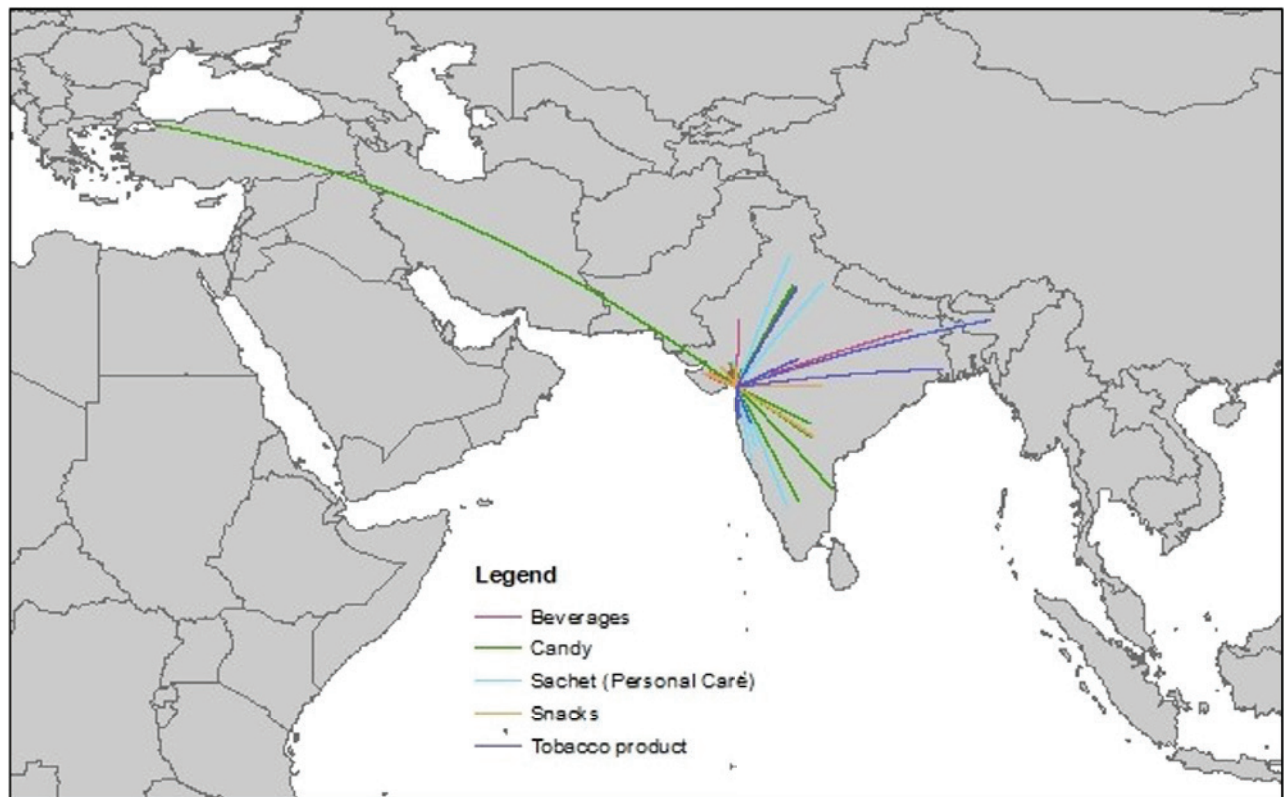 Legend
Beverages
Candy
Sachet (Personal Care)
Snacks
Tobacco product